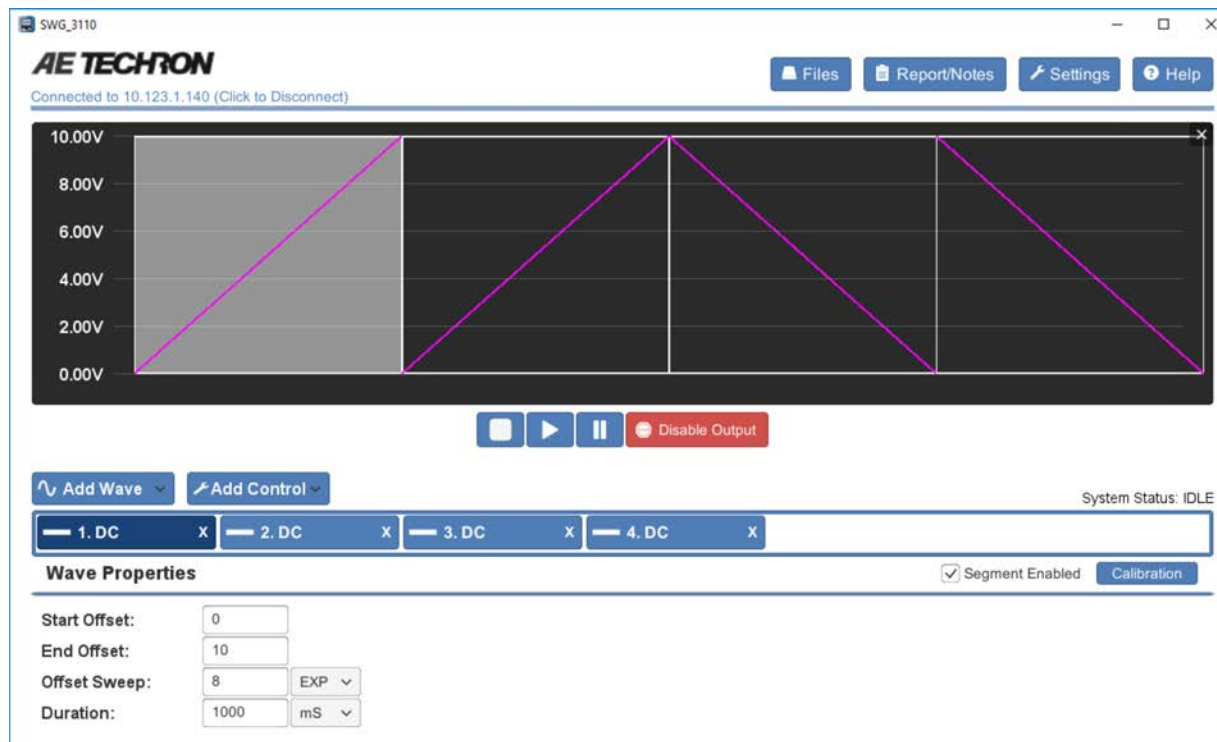 SWG_3110
AE TECHRON
Files Report/Notes Settings Help
Connected to 10.123.1.140 (Click to Disconnect)
10.00V
8.00V
6.00V
4.00V
2.00V
0.00V
Disable Output
Add Wave Add Control
System Status: IDLE
1. DC X 2. DC X 3. DC X 4. DC X
Wave Properties Segment Enabled Calibration
Start Offset: 0
End Offset: 10
Offset Sweep: 8 EXP
Duration: 1000 mS